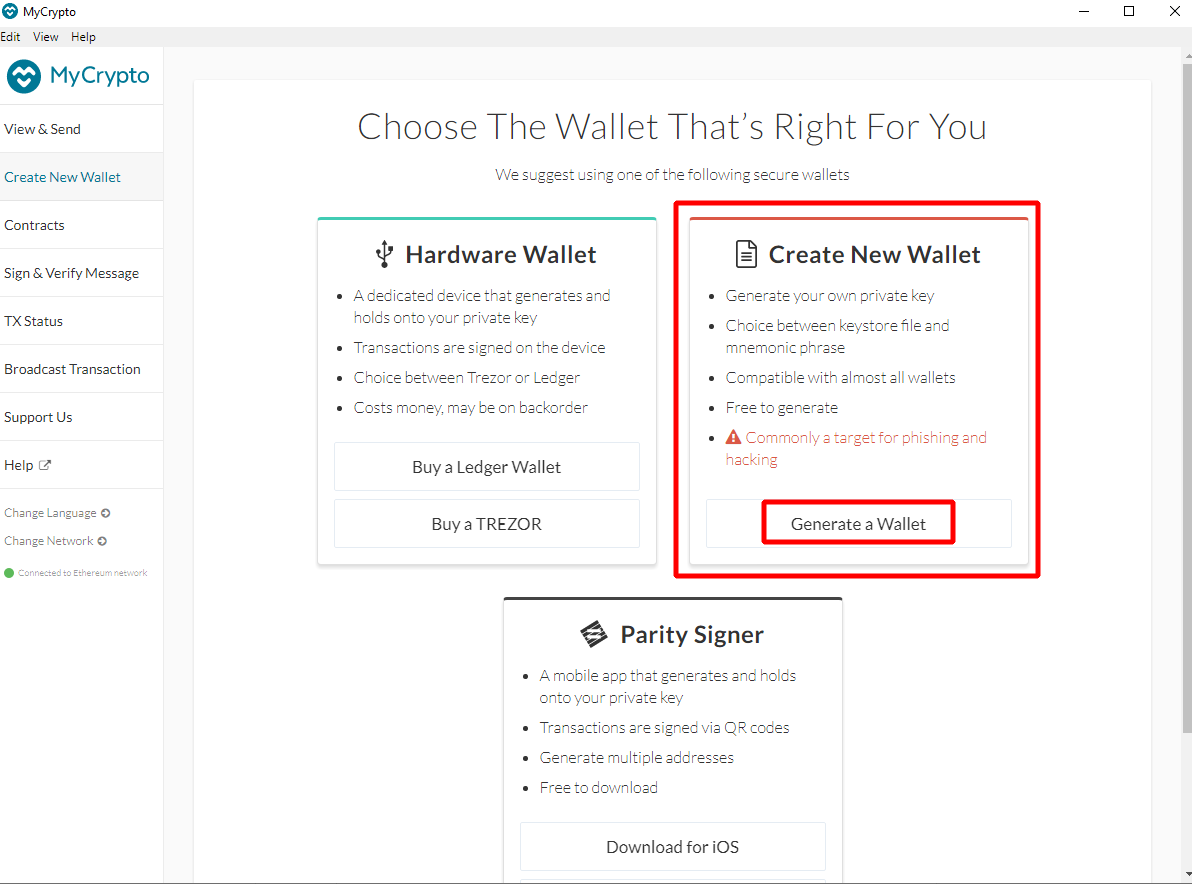 MyCrypto
Edit View Help
MyCrypto
View & Send
Create New Wallet
Contracts
Sign & Verify Message
TX Status
Broadcast Transaction
Support Us
Help
Change Language
Change Network
Connected to Ethereum network
Choose The Wallet That's Right For You
We suggest using one of the following secure wallets
Hardware Wallet
A dedicated device that generates and
holds onto your private key
Transactions are signed on the device
Choice between Trezor or Ledger
Costs money, may be on backorder
Buy a Ledger Wallet
Buy a TREZOR
Create New Wallet
Generate your own private key
Choice between keystore file and
mnemonic phrase
Compatible with almost all wallets
Free to generate
Commonly a target for phishing and
hacking
Generate a Wallet
Parity Signer
A mobile app that generates and holds
onto your private key
Transactions are signed via QR codes
Generate multiple addresses
Free to download
Download for iOS